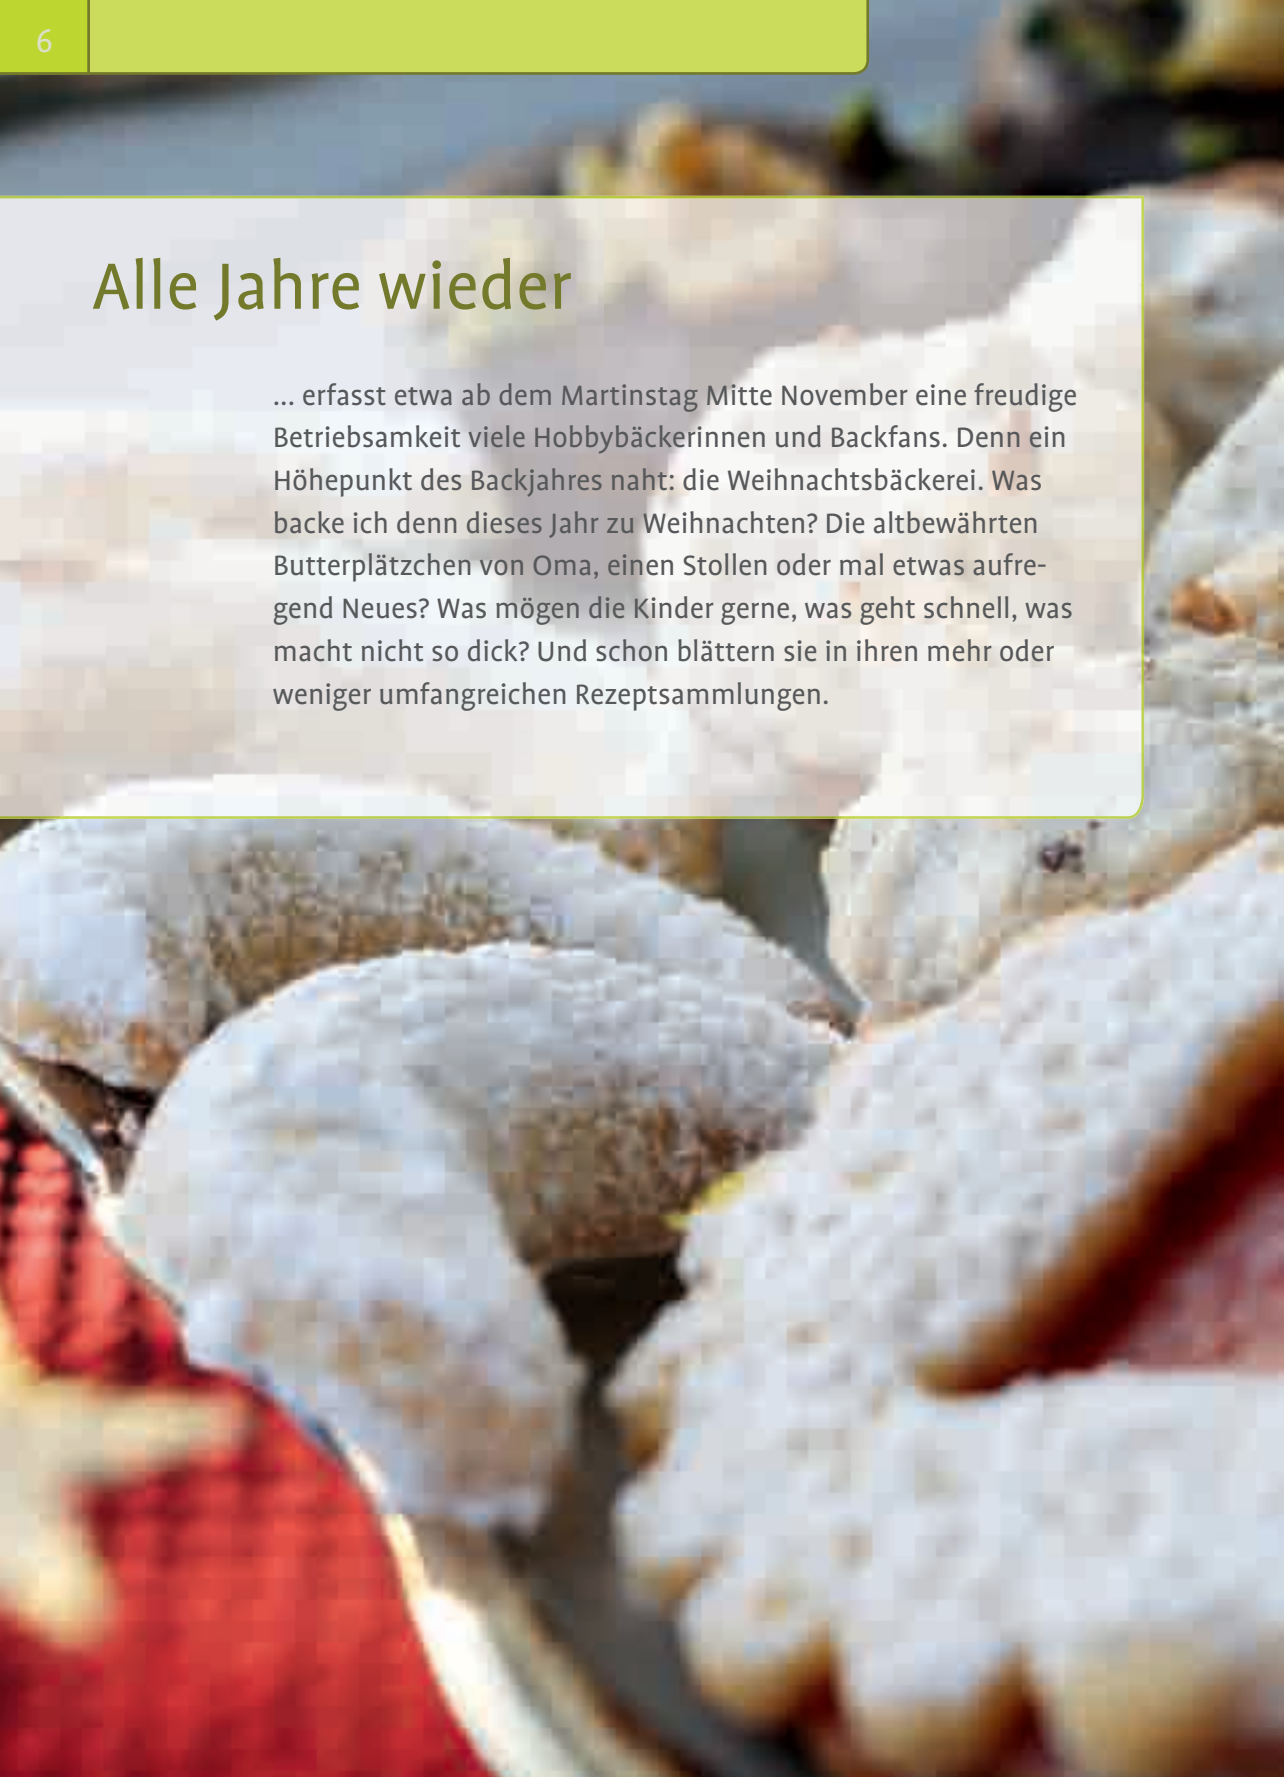 6
Alle Jahre wieder
... erfasst etwa ab dem Martinstag Mitte November eine freudige
Betriebsamkeit viele Hobbybäckerinnen und Backfans. Denn ein
Höhepunkt des Backjahres naht: die Weihnachtsbäckerei. Was
backe ich denn dieses Jahr zu Weihnachten? Die altbewährten
Butterplätzchen von Oma, einen Stollen oder mal etwas aufre-
gend Neues? Was mögen die Kinder gerne, was geht schnell, was
macht nicht so dick? Und schon blättern sie in ihren mehr oder
weniger umfangreichen Rezeptsammlungen.